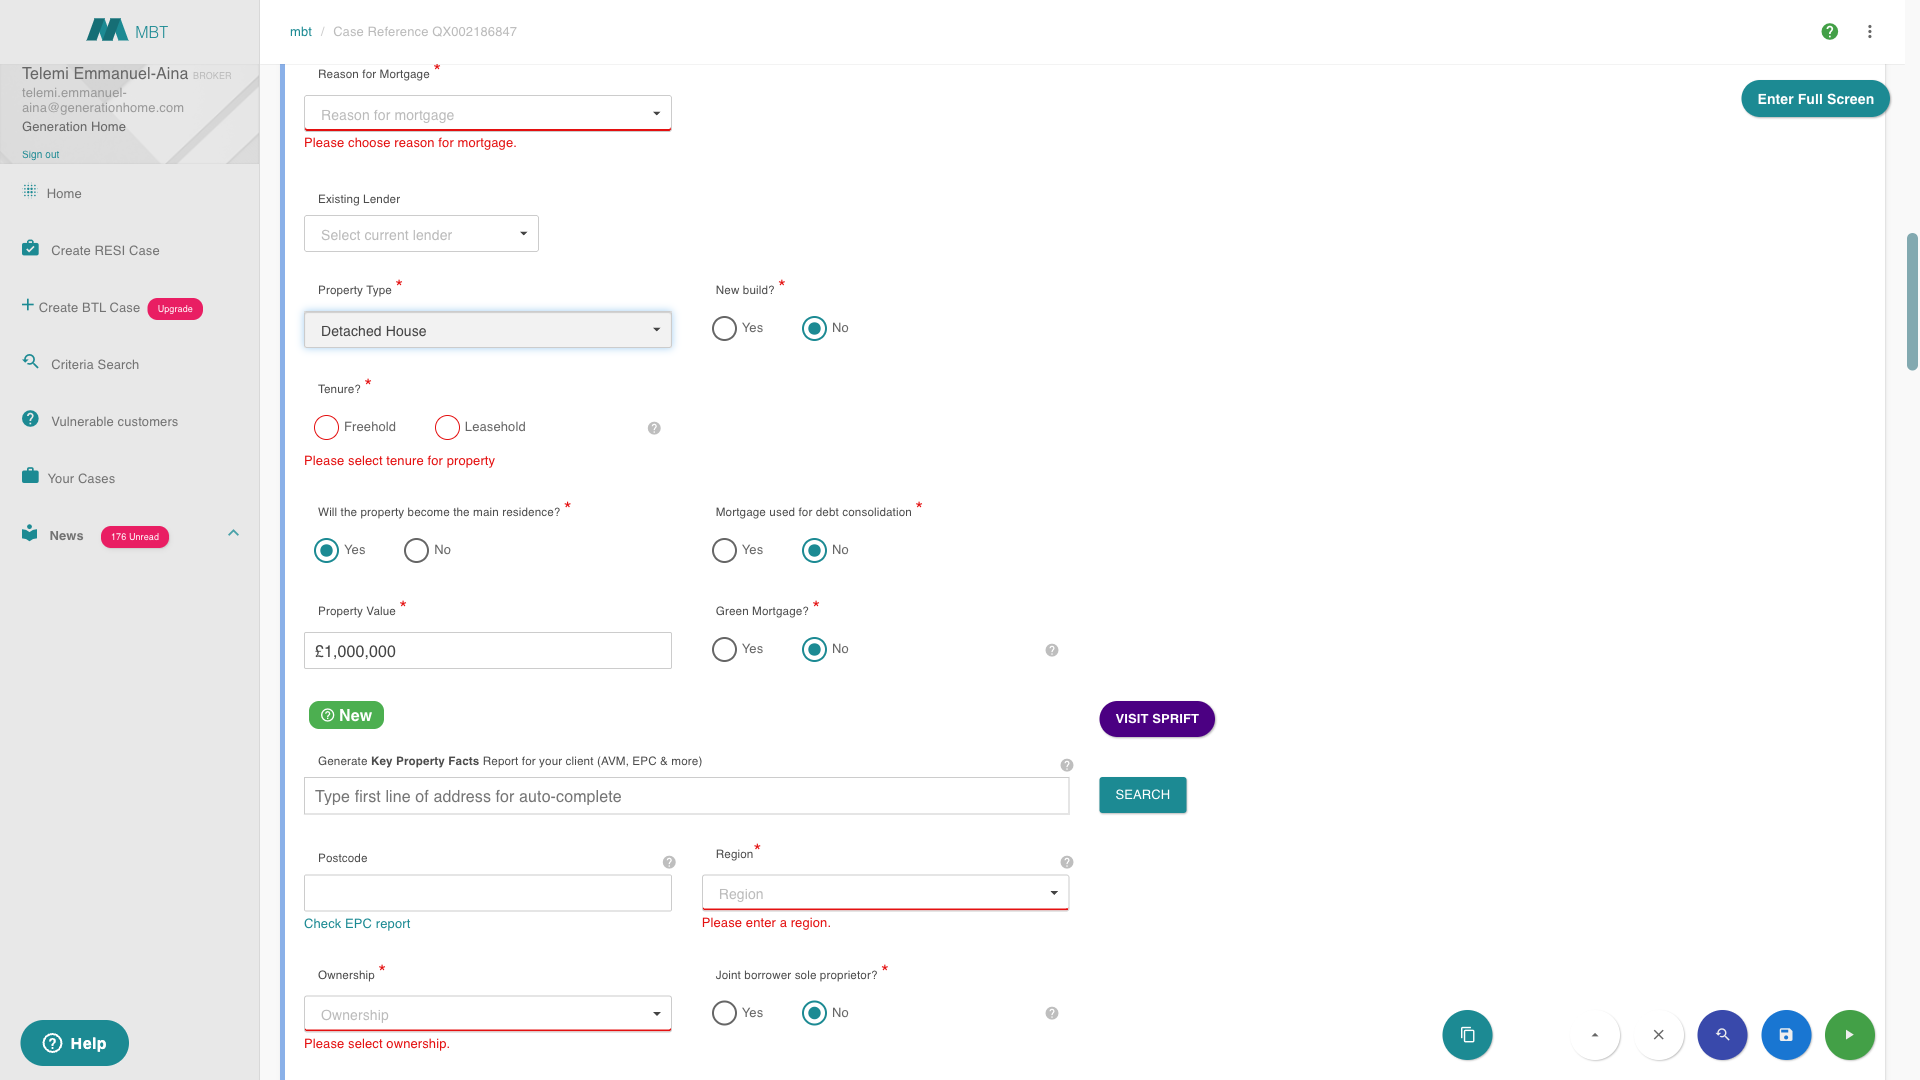 MBT
mbt / Case Reference QX002186847
Telemi Emmanuel-Aina BROKER
telemi.emmanuel-
aina@generationhome.com
Generation Home
Sign out
Home
Create RESI Case
Create BTL Case Upgrade
Criteria Search
Vulnerable customers
Your Cases
News 176 Unread
Help
Enter Full Screen
Reason for Mortgage *
Reason for mortgage
Please choose reason for mortgage.
Existing Lender
Select current lender
Property Type * New build? *
Detached House Yes No
Tenure? *
Freehold Leasehold
Please select tenure for property
Will the property become the main residence? * Mortgage used for debt consolidation *
Yes No Yes No
Property Value * Green Mortgage? *
£1,000,000 Yes No
New VISIT SPRIFT
Generate Key Property Facts Report for your client (AVM, EPC & more)
Type first line of address for auto-complete SEARCH
Postcode Region *
Region
Check EPC report Please enter a region.
Ownership * Joint borrower sole proprietor? *
Ownership Yes No
Please select ownership.